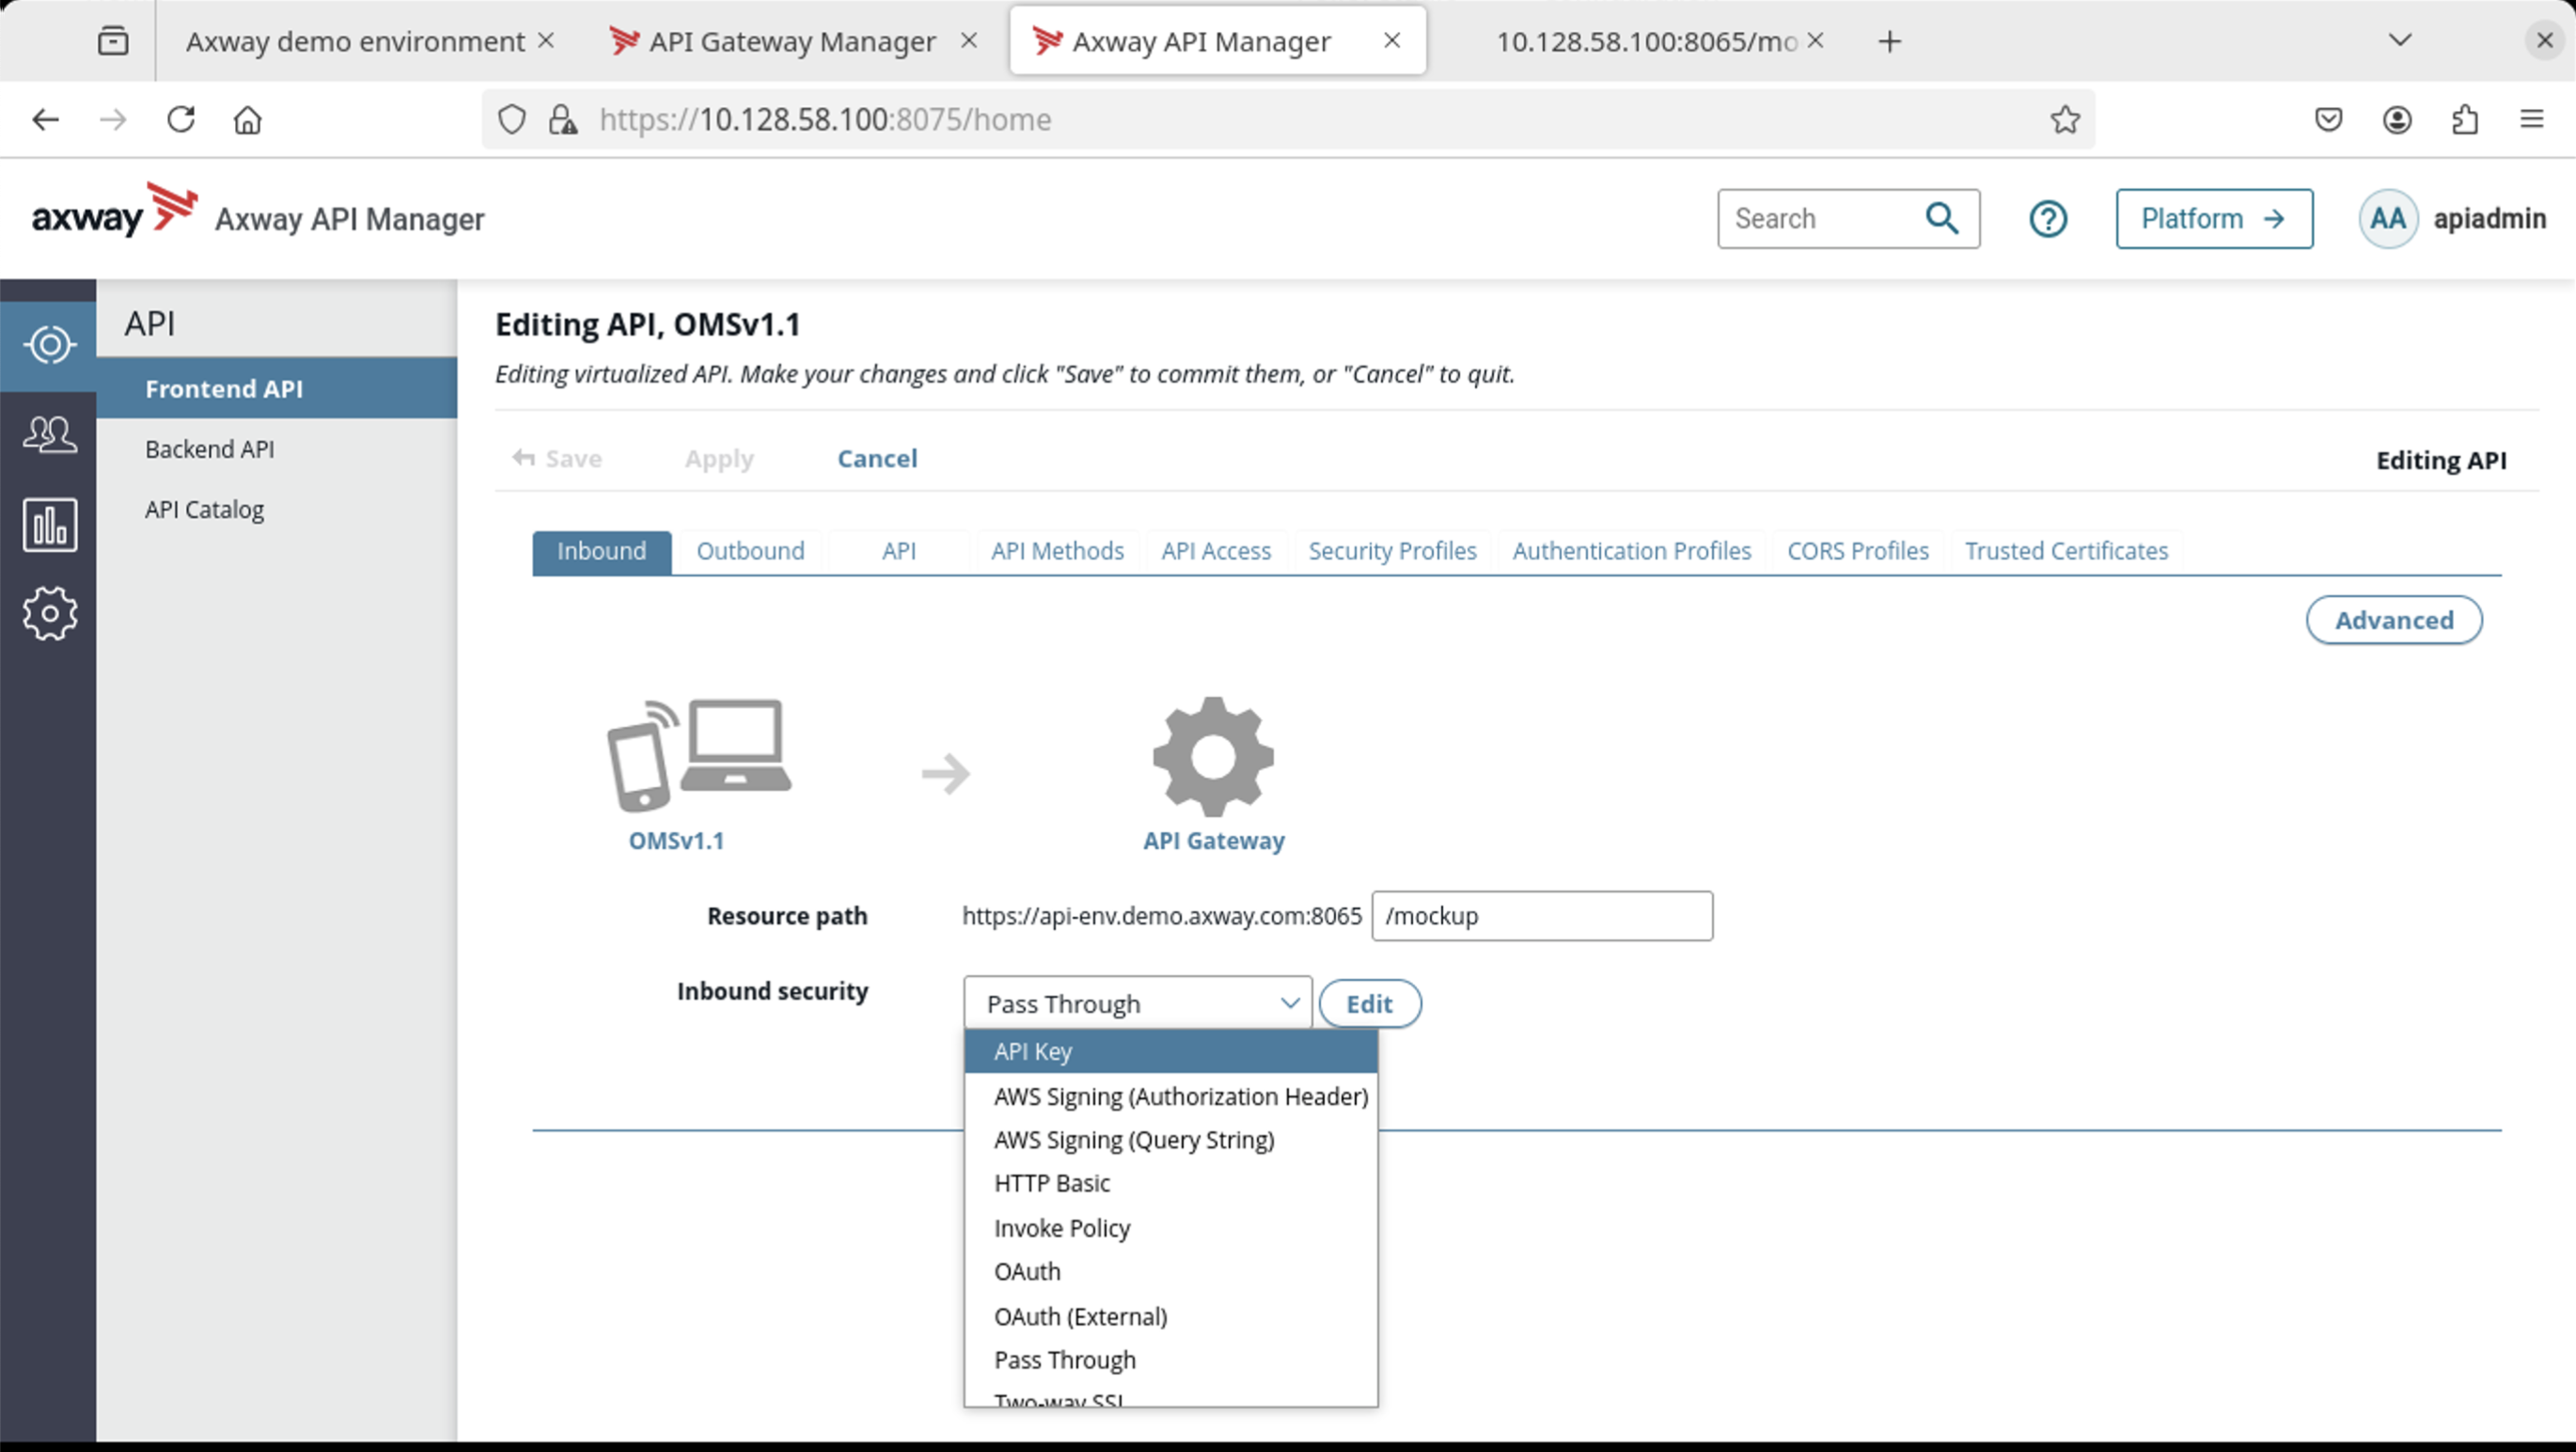 Axway demo environment
API Gateway Manager
Axway API Manager
10.128.58.100:8065/mo
https://10.128.58.100:8075/home
axway
Axway API Manager
Search
Platform
AA
apiadmin
API
Frontend API
Backend API
API Catalog
Editing API, OMSv1.1
Editing virtualized API. Make your changes and click "Save" to commit them, or "Cancel" to quit.
Save
Apply
Cancel
Editing API
Inbound
Outbound
API
API Methods
API Access
Security Profiles
Authentication Profiles
CORS Profiles
Trusted Certificates
Advanced
OMSv1.1
API Gateway
Resource path
https://api-env.demo.axway.com:8065
/mockup
Inbound security
Pass Through
Edit
API Key
AWS Signing (Authorization Header)
AWS Signing (Query String)
HTTP Basic
Invoke Policy
OAuth
OAuth (External)
Pass Through
Two-way SSL